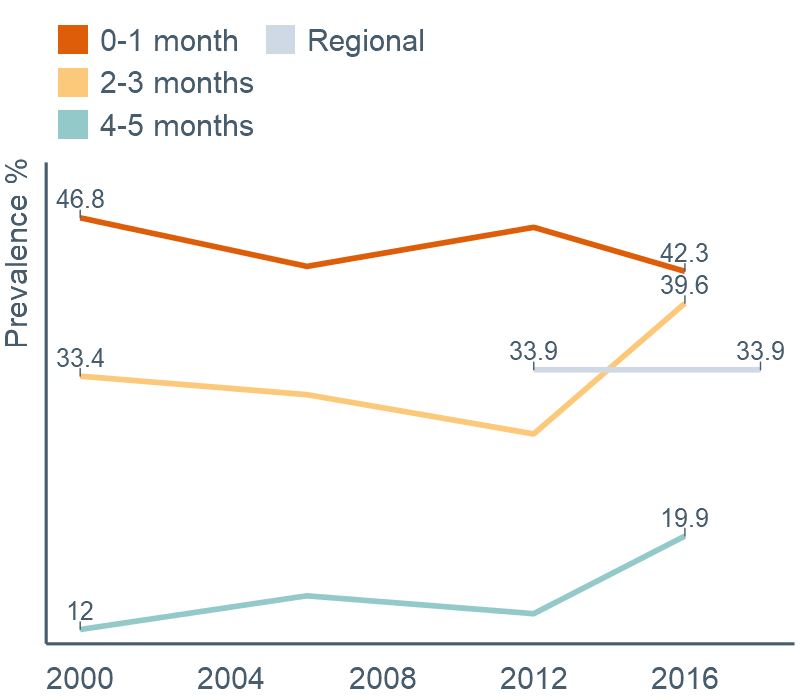 0-1 month
Regional
2-3 months
4-5 months
Prevalence %
46.8
42.3
39.6
33.4
33.9
33.9
19.9
12
2000 2004 2008 2012 2016